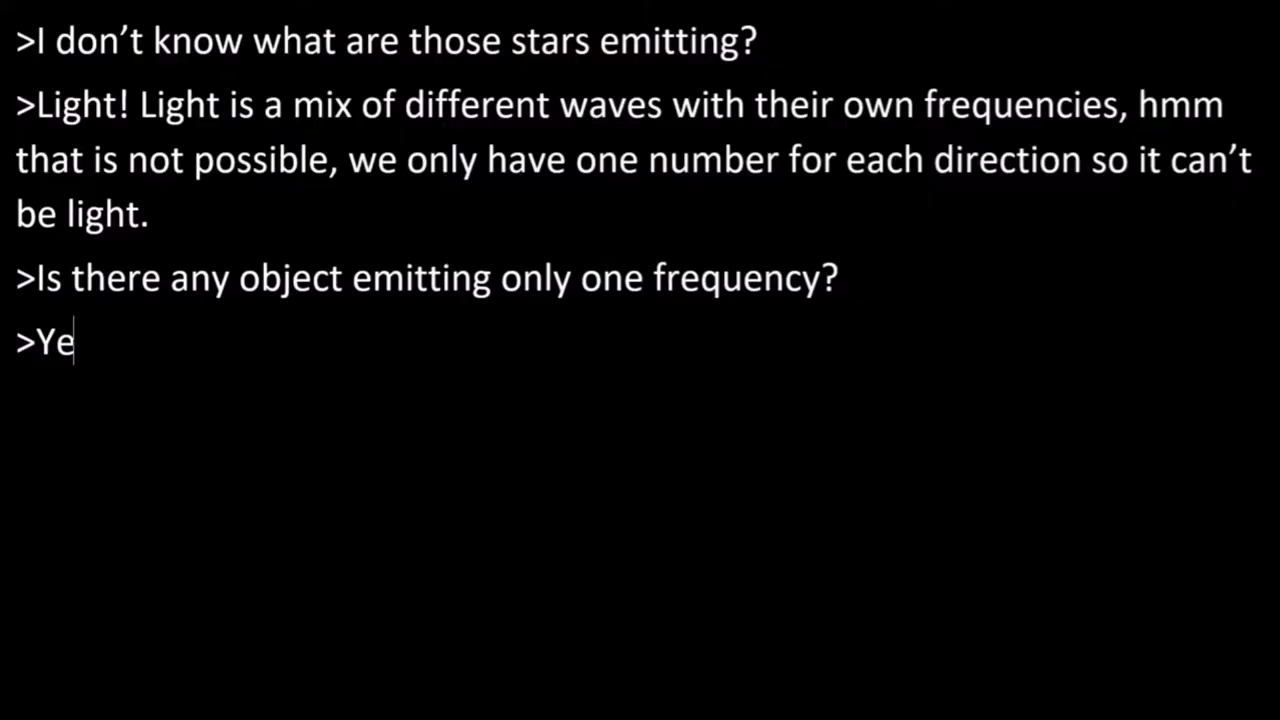 >I don’t know what are those stars emitting?
>Light! Light is a mix of different waves with their own frequencies, hmm
that is not possible, we only have one number for each direction so it can’t
be light.
>Is there any object emitting only one frequency?
>Ye